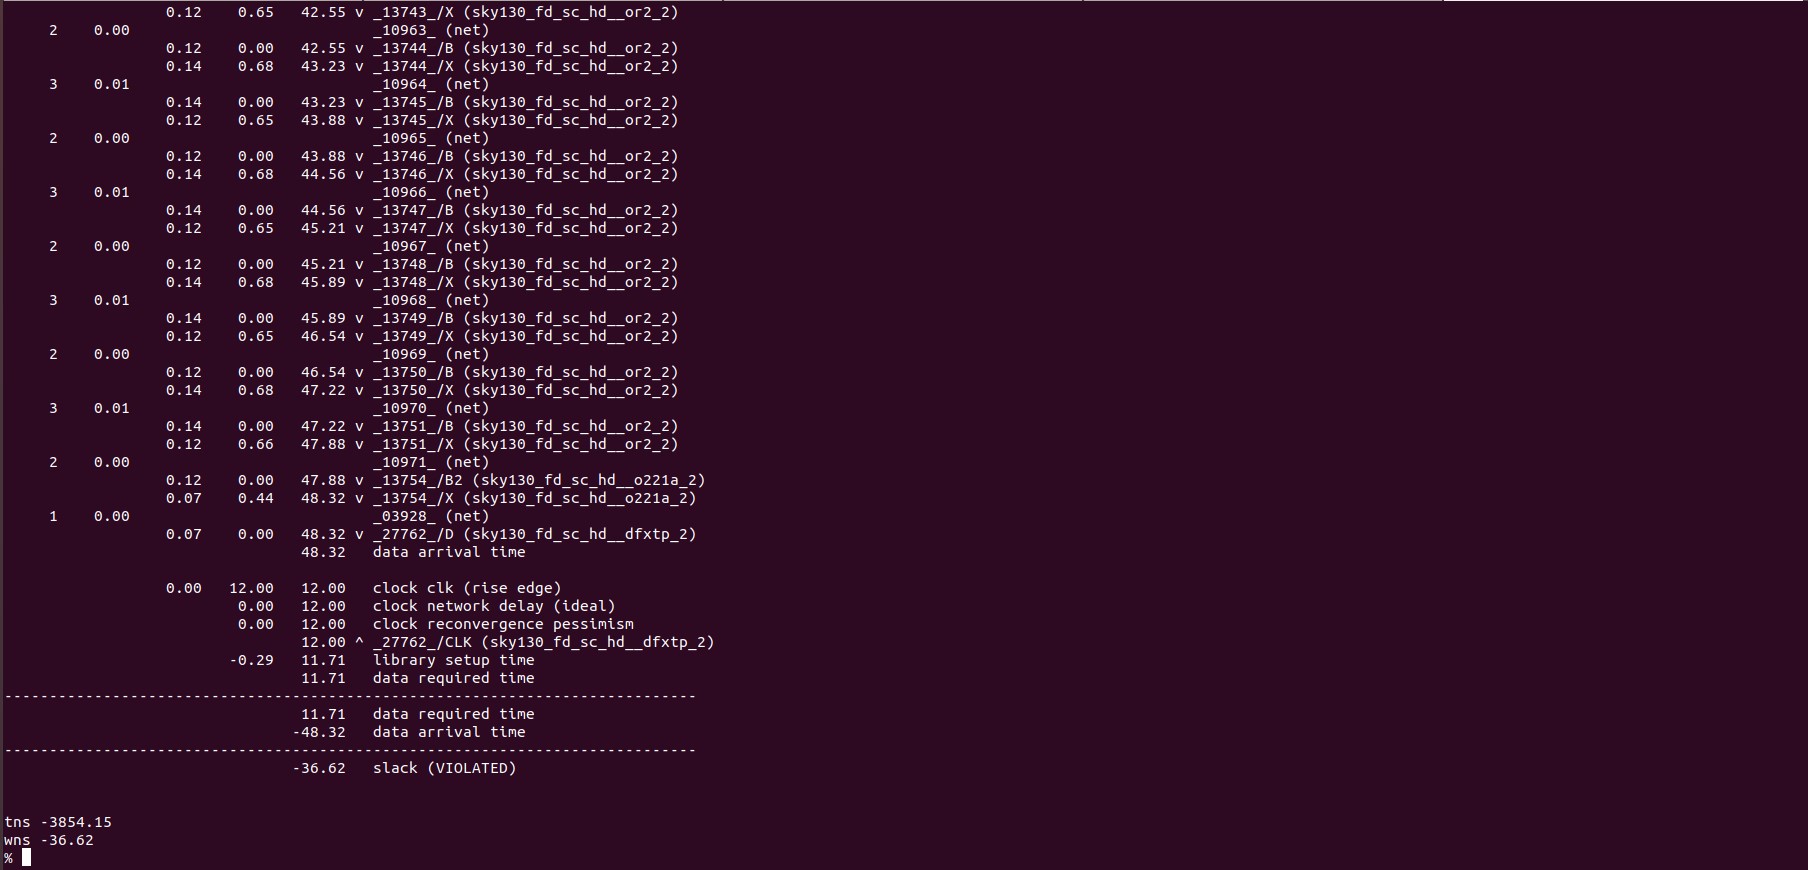 0.12 0.65 42.55 v _13743_/X (sky130_fd_sc_hd__or2_2)
2 0.00 _10963_ (net)
0.12 0.00 42.55 v _13744_/B (sky130_fd_sc_hd__or2_2)
0.14 0.68 43.23 v _13744_/X (sky130_fd_sc_hd__or2_2)
3 0.01 _10964_ (net)
0.14 0.00 43.23 v _13745_/B (sky130_fd_sc_hd__or2_2)
0.12 0.65 43.88 v _13745_/X (sky130_fd_sc_hd__or2_2)
2 0.00 _10965_ (net)
0.12 0.00 43.88 v _13746_/B (sky130_fd_sc_hd__or2_2)
0.14 0.68 44.56 v _13746_/X (sky130_fd_sc_hd__or2_2)
3 0.01 _10966_ (net)
0.14 0.00 44.56 v _13747_/B (sky130_fd_sc_hd__or2_2)
0.12 0.65 45.21 v _13747_/X (sky130_fd_sc_hd__or2_2)
2 0.00 _10967_ (net)
0.12 0.00 45.21 v _13748_/B (sky130_fd_sc_hd__or2_2)
0.14 0.68 45.89 v _13748_/X (sky130_fd_sc_hd__or2_2)
3 0.01 _10968_ (net)
0.14 0.00 45.89 v _13749_/B (sky130_fd_sc_hd__or2_2)
0.12 0.65 46.54 v _13749_/X (sky130_fd_sc_hd__or2_2)
2 0.00 _10969_ (net)
0.12 0.00 46.54 v _13750_/B (sky130_fd_sc_hd__or2_2)
0.14 0.68 47.22 v _13750_/X (sky130_fd_sc_hd__or2_2)
3 0.01 _10970_ (net)
0.14 0.00 47.22 v _13751_/B (sky130_fd_sc_hd__or2_2)
0.12 0.66 47.88 v _13751_/X (sky130_fd_sc_hd__or2_2)
2 0.00 _10971_ (net)
0.12 0.00 47.88 v _13754_/B2 (sky130_fd_sc_hd__o221a_2)
0.07 0.44 48.32 v _13754_/X (sky130_fd_sc_hd__o221a_2)
1 0.00 _03928_ (net)
0.07 0.00 48.32 v _27762_/D (sky130_fd_sc_hd__dfxtp_2)
48.32 data arrival time
0.00 12.00 12.00 clock clk (rise edge)
0.00 12.00 clock network delay (ideal)
0.00 12.00 clock reconvergence pessimism
12.00 ^ _27762_/CLK (sky130_fd_sc_hd__dfxtp_2)
-0.29 11.71 library setup time
11.71 data required time
-----------------------------------------------------------------------------
11.71 data required time
-48.32 data arrival time
-----------------------------------------------------------------------------
-36.62 slack (VIOLATED)
tns -3854.15
wns -36.62
%